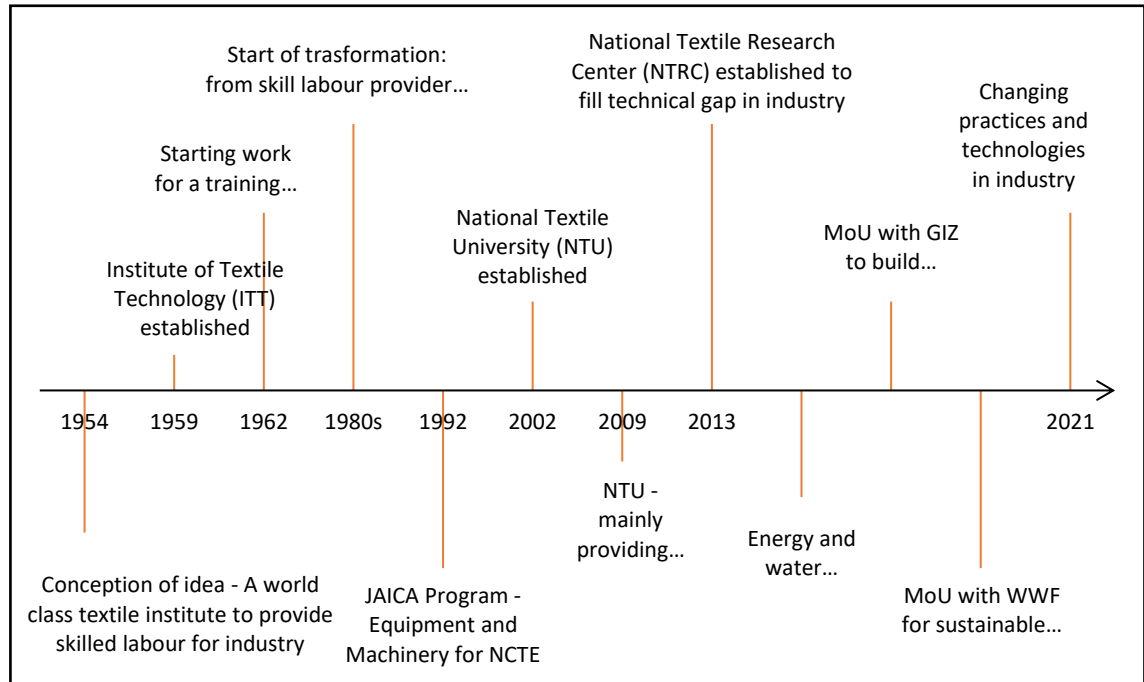 Start of trasformation:
from skill labour provider…
National Textile Research
Center (NTRC) established to
fill technical gap in industry
Changing
practices and
technologies
in industry
Starting work
for a training…
National Textile
University (NTU)
established
MoU with GIZ
to build…
Institute of Textile
Technology (ITT)
established
1954 1959 1962 1980s 1992 2002 2009 2013 2021
NTU -
mainly
providing…
Energy and
water…
Conception of idea - A world
class textile institute to provide
skilled labour for industry
JAICA Program -
Equipment and
Machinery for NCTE
MoU with WWF
for sustainable…